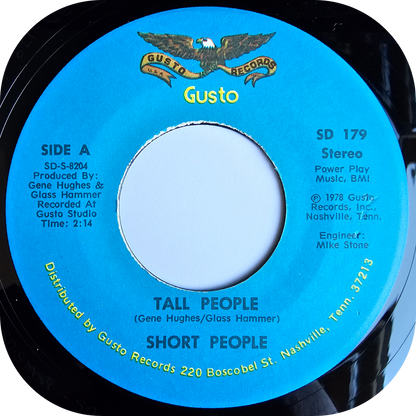 GUSTO RECORDS
U.S.A.
Gusto
SIDE A
SD-S-8204
Produced By:
Gene Hughes &
Glass Hammer
Recorded At
Gusto Studio
Time: 2:14
SD 179
Stereo
Power Play
Music, BMI
℗ 1978 Gusto
Records, Inc.,
Nashville, Tenn.
Engineer:
Mike Stone
TALL PEOPLE
(Gene Hughes/Glass Hammer)
SHORT PEOPLE
Distributed by Gusto Records 220 Boscobel St. Nashville, Tenn. 37213